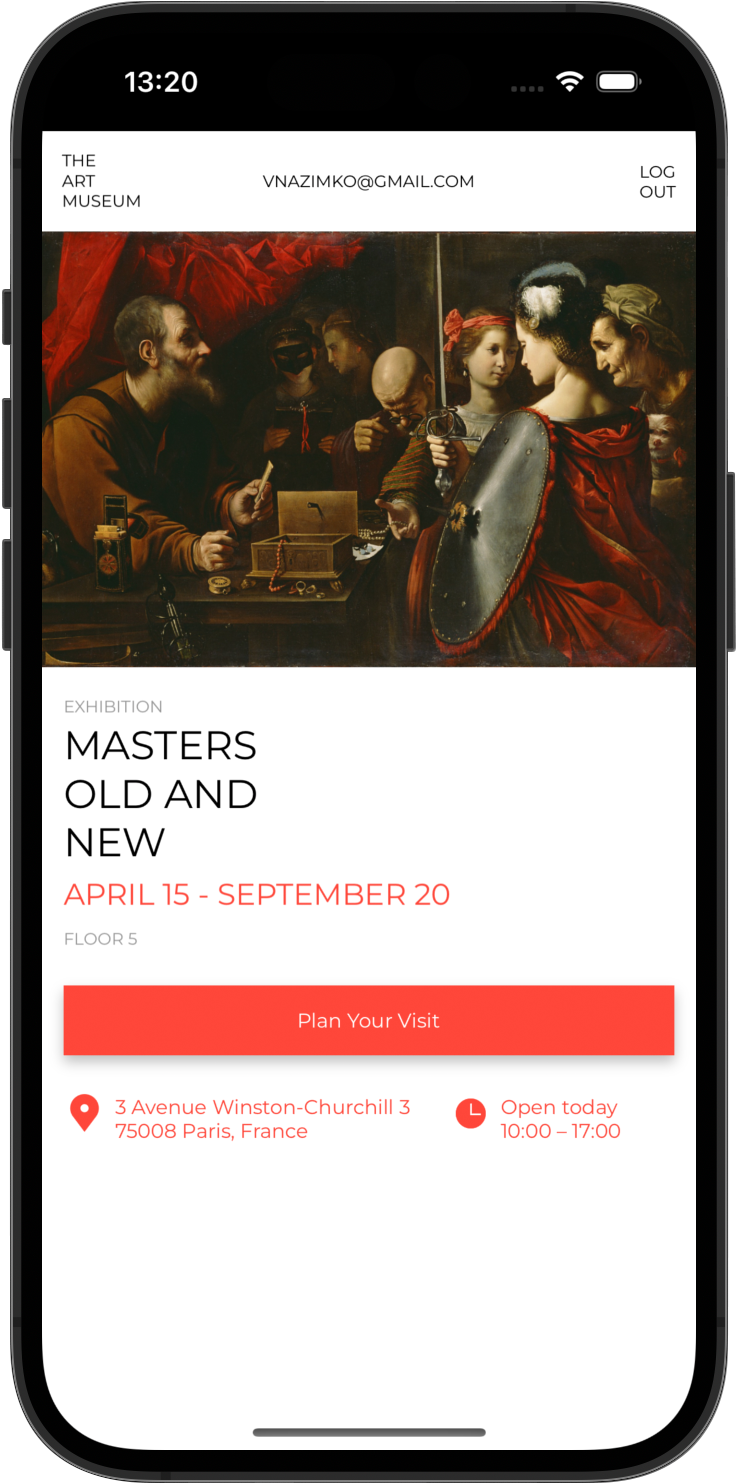 13:20
THE
ART
MUSEUM
VNAZIMKO@GMAIL.COM
LOG
OUT
EXHIBITION
MASTERS
OLD AND
NEW
APRIL 15 - SEPTEMBER 20
FLOOR 5
Plan Your Visit
3 Avenue Winston-Churchill 3
75008 Paris, France
Open today
10:00 – 17:00